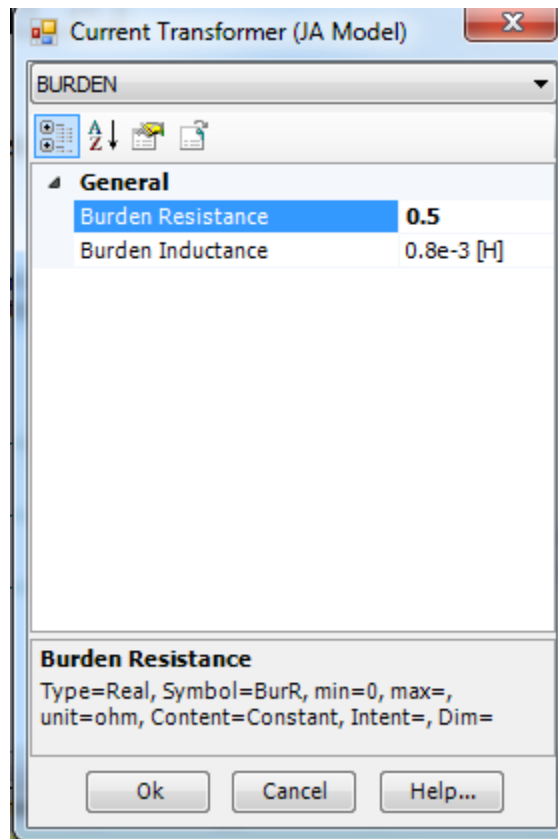 Current Transformer (JA Model)
BURDEN
General
Burden Resistance 0.5
Burden Inductance 0.8e-3 [H]
Burden Resistance
Type=Real, Symbol=BurR, min=0, max=,
unit=ohm, Content=Constant, Intent=, Dim=
Ok Cancel Help...